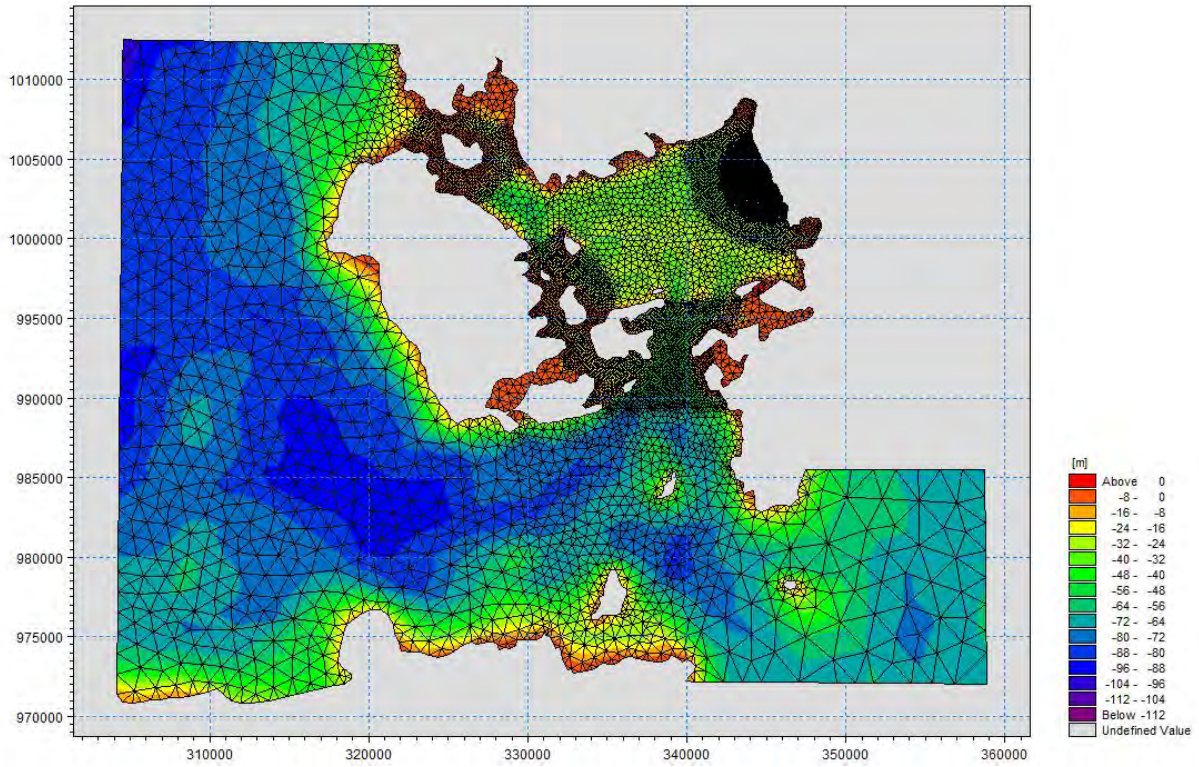 1010000
1005000
1000000
995000
990000
985000
980000
975000
970000
310000 320000 330000 340000 350000 360000
[m]
Above 0
-8 - 0
-16 - -8
-24 - -16
-32 - -24
-40 - -32
-48 - -40
-56 - -48
-64 - -56
-72 - -64
-80 - -72
-88 - -80
-96 - -88
-104 - -96
-112 - -104
Below -112
Undefined Value